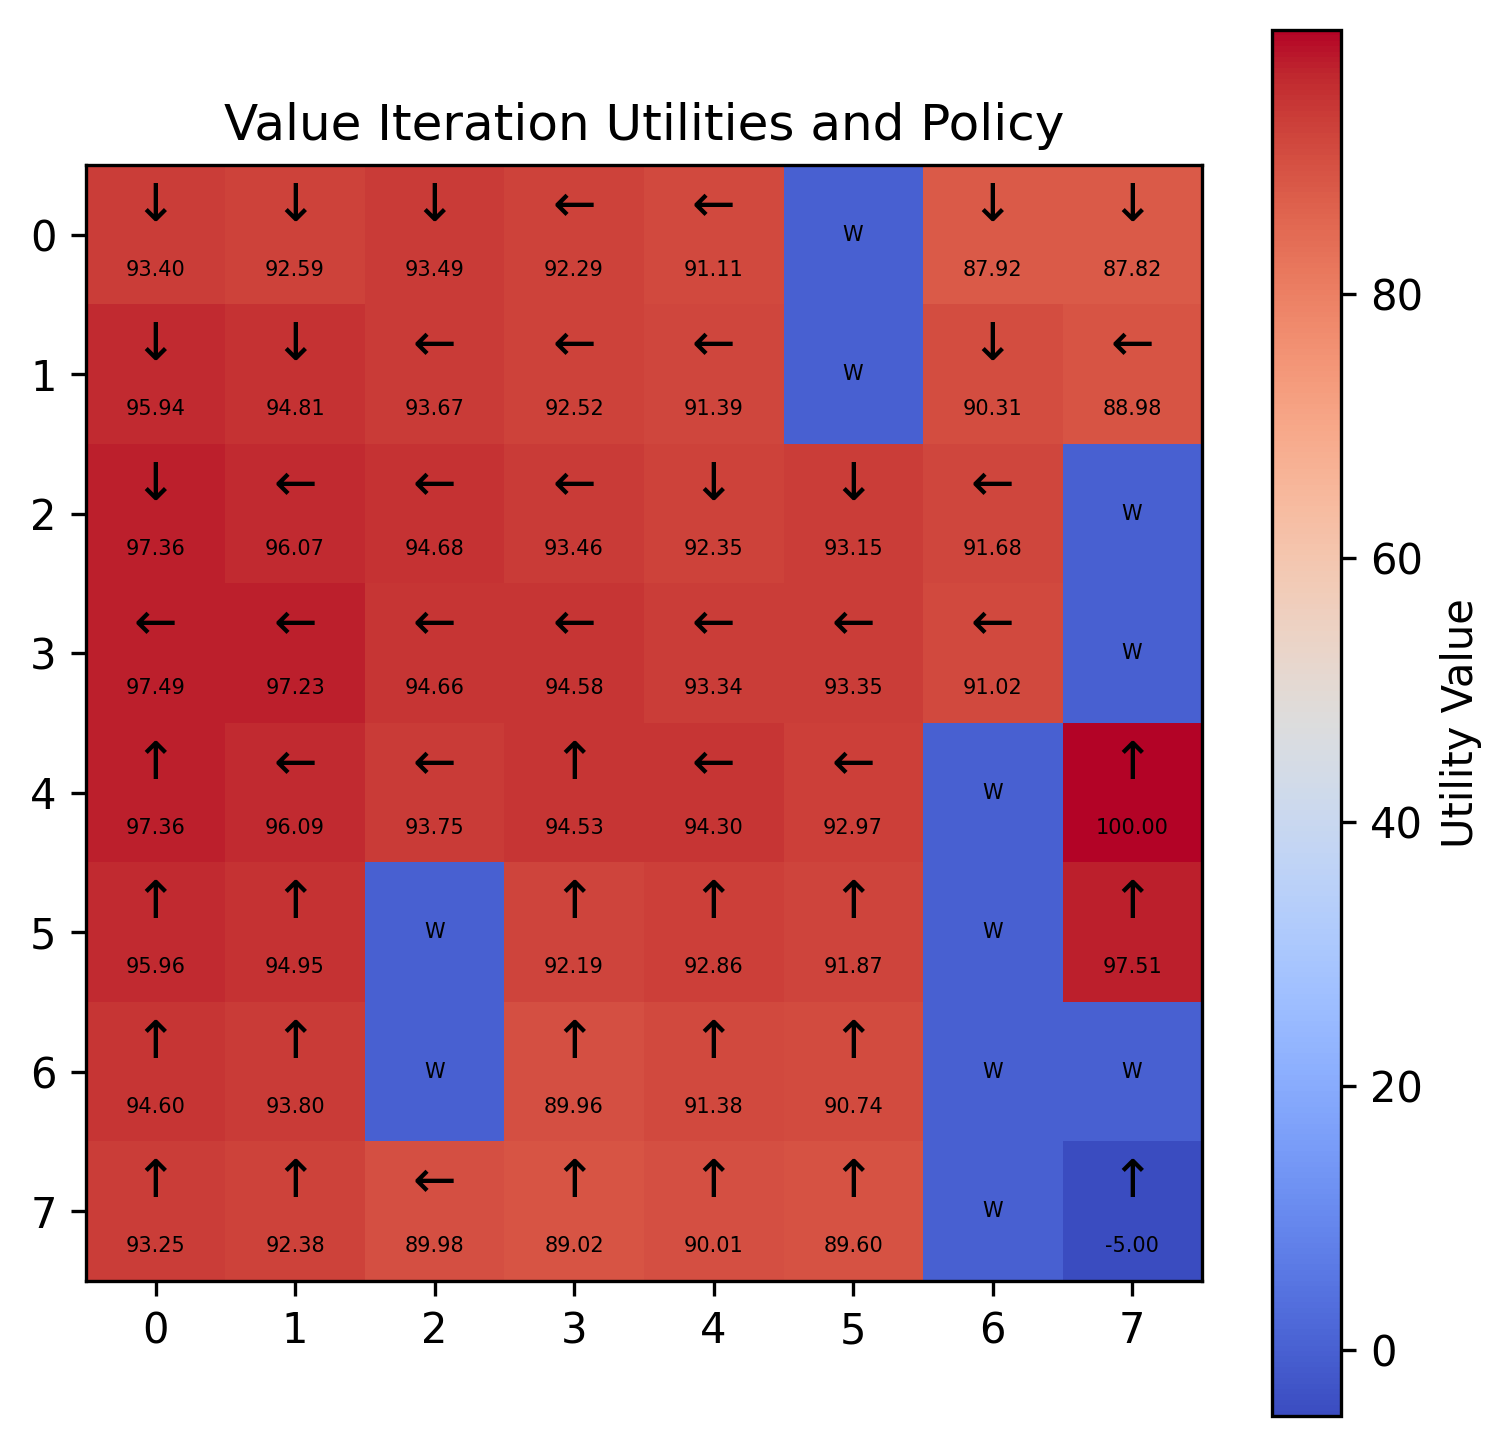 Value Iteration Utilities and Policy
0 ↓ ↓ ↓ ← ← W ↓ ↓
93.40 92.59 93.49 92.29 91.11 87.92 87.82
1 ↓ ↓ ← ← ← W ↓ ←
95.94 94.81 93.67 92.52 91.39 90.31 88.98
2 ↓ ← ← ← ↓ ↓ ← W
97.36 96.07 94.68 93.46 92.35 93.15 91.68
3 ← ← ← ← ← ← ← W
97.49 97.23 94.66 94.58 93.34 93.35 91.02
4 ↑ ← ← ↑ ← ← W ↑
97.36 96.09 93.75 94.53 94.30 92.97 100.00
5 ↑ ↑ W ↑ ↑ ↑ W ↑
95.96 94.95 92.19 92.86 91.87 97.51
6 ↑ ↑ W ↑ ↑ ↑ W W
94.60 93.80 89.96 91.38 90.74
7 ↑ ↑ ← ↑ ↑ ↑ W ↑
93.25 92.38 89.98 89.02 90.01 89.60 -5.00
0 1 2 3 4 5 6 7
80
60
40
20
0
Utility Value